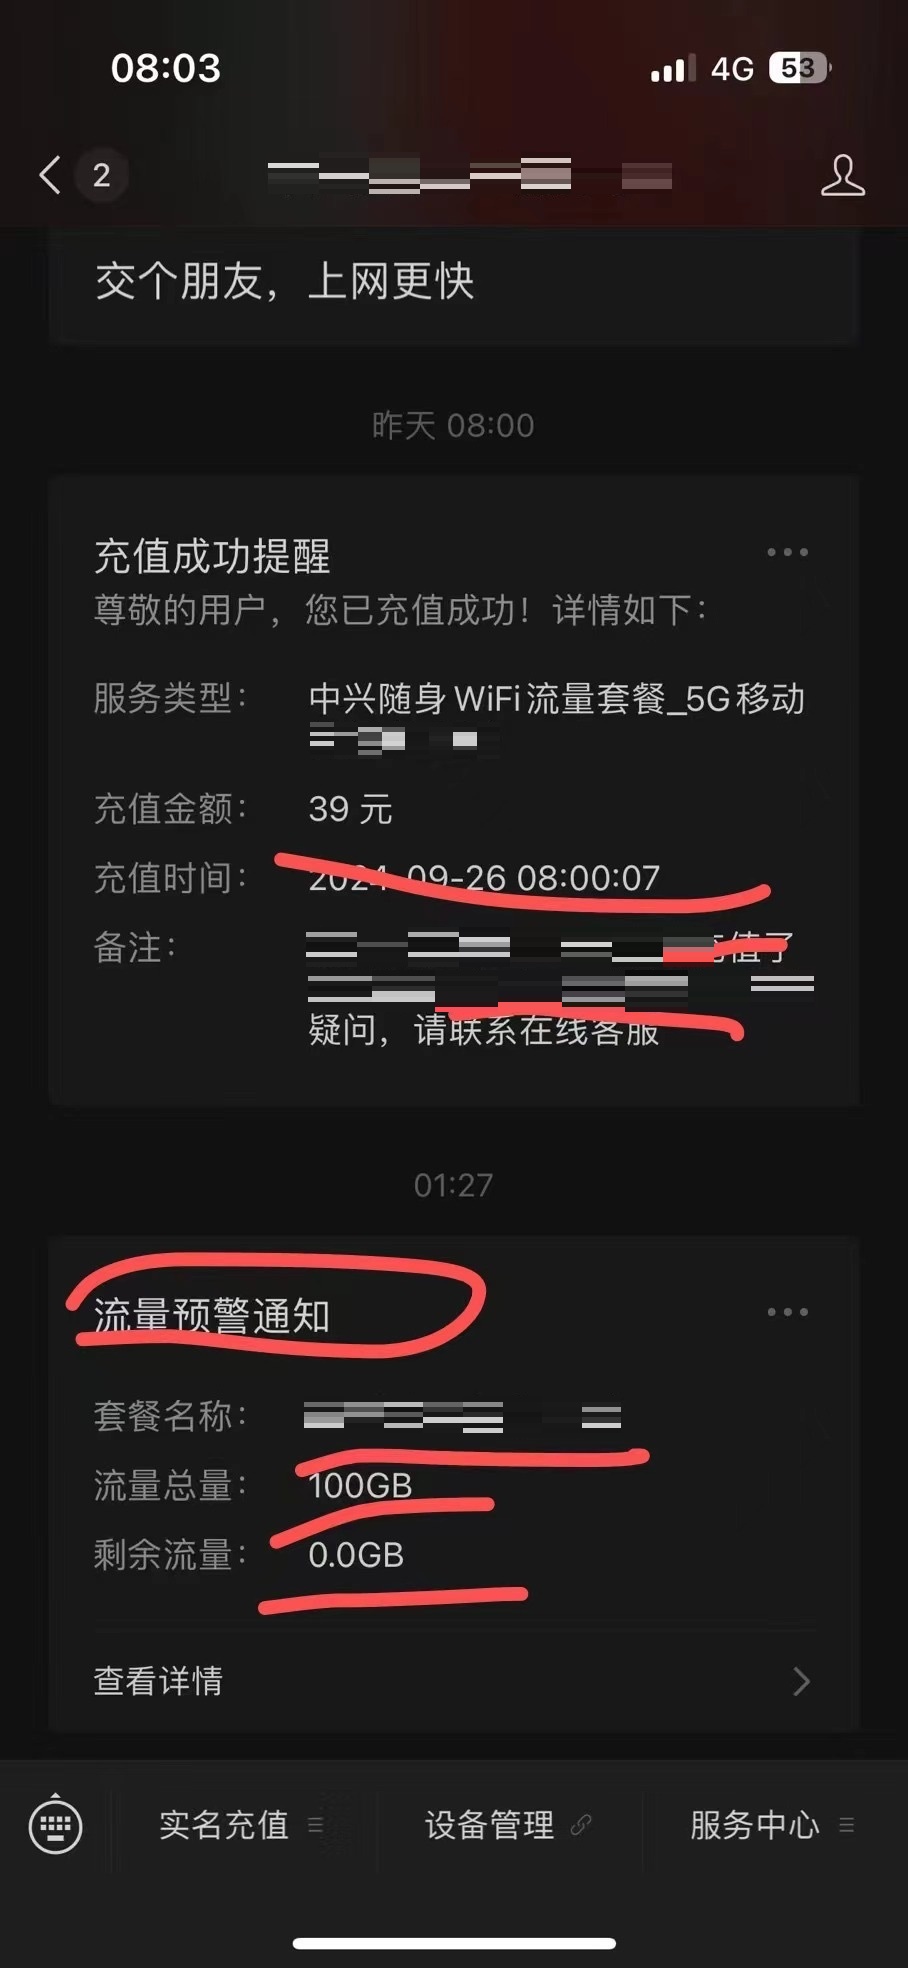 08:03
4G
53
2
交个朋友，上网更快
昨天 08:00
充值成功提醒
尊敬的用户，您已充值成功！详情如下：
服务类型： 中兴随身WiFi流量套餐_5G移动
充值金额： 39 元
充值时间： 2024-09-26 08:00:07
备注： 值了
疑问，请联系在线客服
01:27
流量预警通知
套餐名称：
流量总量： 100GB
剩余流量： 0.0GB
查看详情
实名充值
设备管理
服务中心